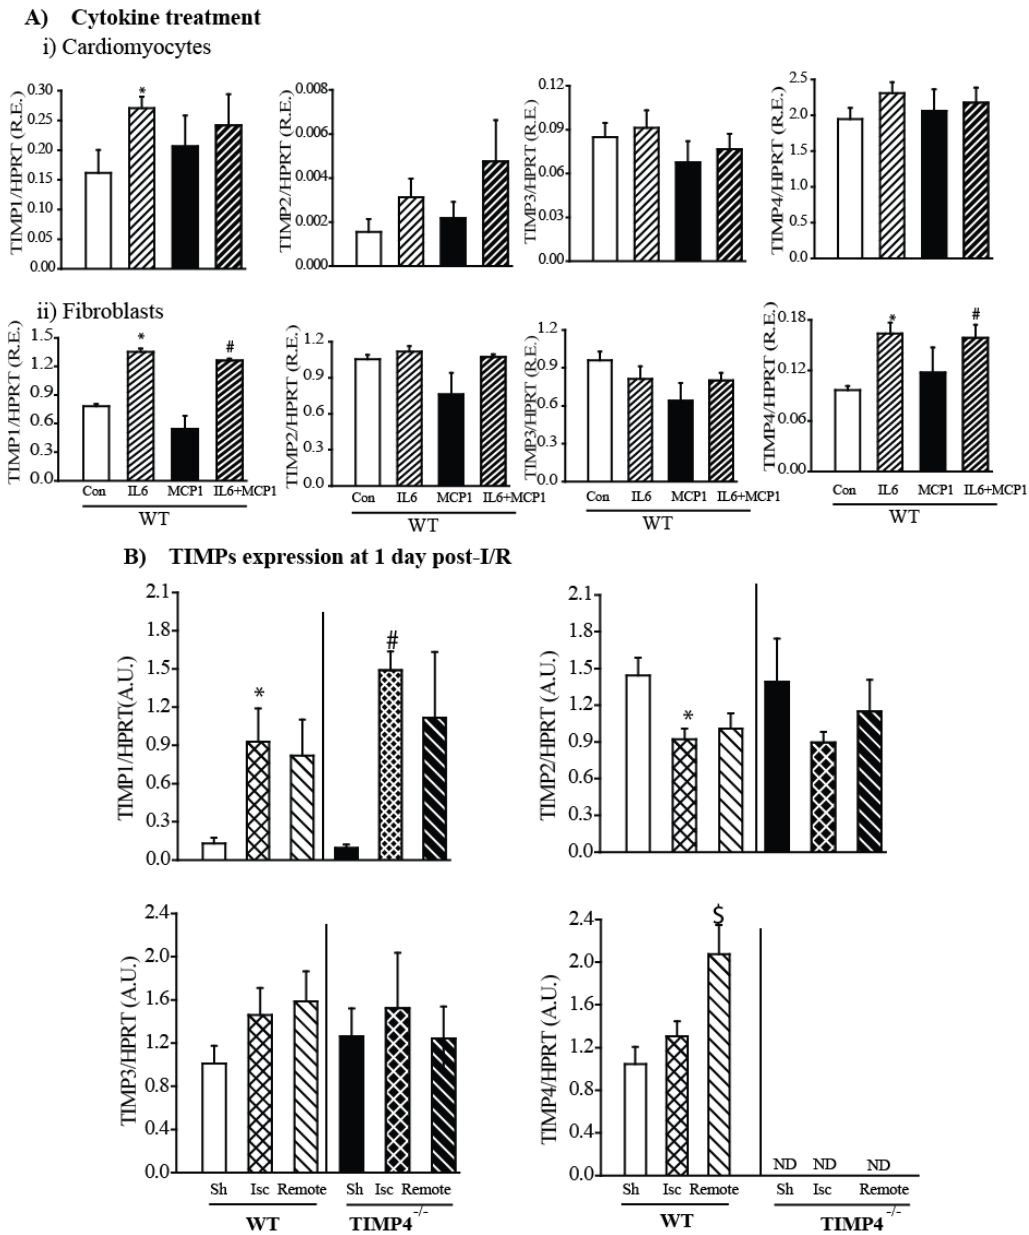 A) Cytokine treatment
i) Cardiomyocytes
TIMP1/HPRT (R.E.)
0.30
0.25
0.20
0.15
0.10
0.05
0.00
*
TIMP2/HPRT (R.E.)
0.008
0.006
0.004
0.002
0.000
TIMP3/HPRT (R.E.)
0.12
0.09
0.06
0.03
0.00
TIMP4/HPRT (R.E.)
2.5
2.0
1.5
1.0
0.5
0.0
ii) Fibroblasts
TIMP1/HPRT (R.E.)
1.5
1.2
0.9
0.6
0.3
0.0
*
#
Con IL6 MCP1 IL6+MCP1
WT
TIMP2/HPRT (R.E.)
1.2
0.9
0.6
0.3
0.0
Con IL6 MCP1 IL6+MCP1
WT
TIMP3/HPRT (R.E.)
1.2
0.9
0.6
0.3
0.0
Con IL6 MCP1 IL6+MCP1
WT
TIMP4/HPRT (R.E.)
0.18
0.12
0.06
0.00
*
#
Con IL6 MCP1 IL6+MCP1
WT
B) TIMPs expression at 1 day post-I/R
TIMP1/HPRT(A.U.)
2.1
1.8
1.5
1.2
0.9
0.6
0.3
0.0
*
#
TIMP2/HPRT (A.U.)
2.1
1.8
1.5
1.2
0.9
0.6
0.3
0.0
*
TIMP3/HPRT (A.U.)
2.4
2.0
1.6
1.2
0.8
0.4
0.0
Sh Isc Remote Sh Isc Remote
WT TIMP4-/-
TIMP4/HPRT (A.U.)
2.4
2.0
1.6
1.2
0.8
0.4
0.0
$
ND ND ND
Sh Isc Remote Sh Isc Remote
WT TIMP4-/-